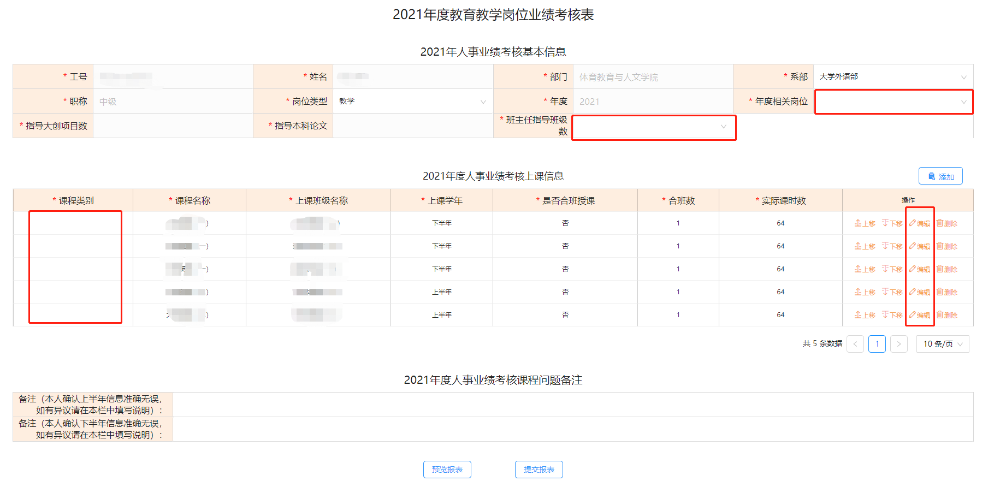 2021年度教育教学岗位业绩考核表
2021年人事业绩考核基本信息
* 工号 * 姓名 * 部门 体育教育与人文学院 * 系部 大学外语部
* 职称 中级 * 岗位类型 教学 * 年度 2021 * 年度相关岗位
* 指导大创项目数 * 指导本科论文 * 班主任指导班级
数
2021年度人事业绩考核上课信息 添加
* 课程类别 * 课程名称 * 上课班级名称 * 上课学年 * 是否合班授课 * 合班数 * 实际课时数 操作
) ) 下半年 否 1 64 上移 下移 编辑 删除
一) 下半年 否 1 64 上移 下移 编辑 删除
) 下半年 否 1 64 上移 下移 编辑 删除
) 上半年 否 1 64 上移 下移 编辑 删除
) 上半年 否 1 64 上移 下移 编辑 删除
共 5 条数据 < 1 > 10 条/页
2021年度人事业绩考核课程问题备注
备注（本人确认上半年信息准确无误，
如有异议请在本栏中填写说明）：
备注（本人确认下半年信息准确无误，
如有异议请在本栏中填写说明）：
预览报表 提交报表